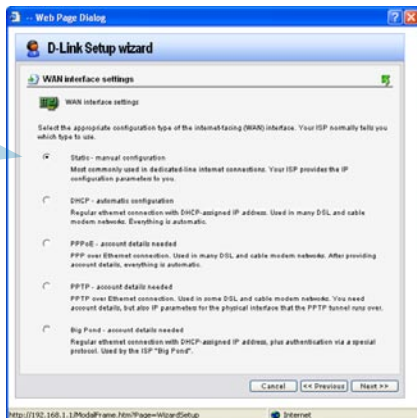 -- Web Page Dialog
D-Link Setup wizard
WAN interface settings
WAN interface settings
Select the appropriate configuration type of the internet-facing (WAN) interface. Your ISP normally tells you
which type to use.
Static - manual configuration
Most commonly used in dedicated-line internet connections. Your ISP provides the IP
configuration parameters to you.
DHCP - automatic configuration
Regular ethernet connection with DHCP-assigned IP address. Used in many DSL and cable
modem networks. Everything is automatic.
PPPoE - account details needed
PPP over Ethernet connection. Used in many DSL and cable modem networks. After providing
account details, everything is automatic.
PPTP - account details needed
PPTP over Ethernet connection. Used in some DSL and cable modem networks. You need
account details, but also IP parameters for the physical interface that the PPTP tunnel runs over.
Big Pond - account details needed
Regular ethernet connection with DHCP-assigned IP address, plus authentication via a special
protocol. Used by the ISP "Big Pond".
Cancel << Previous Next >>
http://192.168.1.1/ModalFrame.htm?Page=WizardSetup Internet